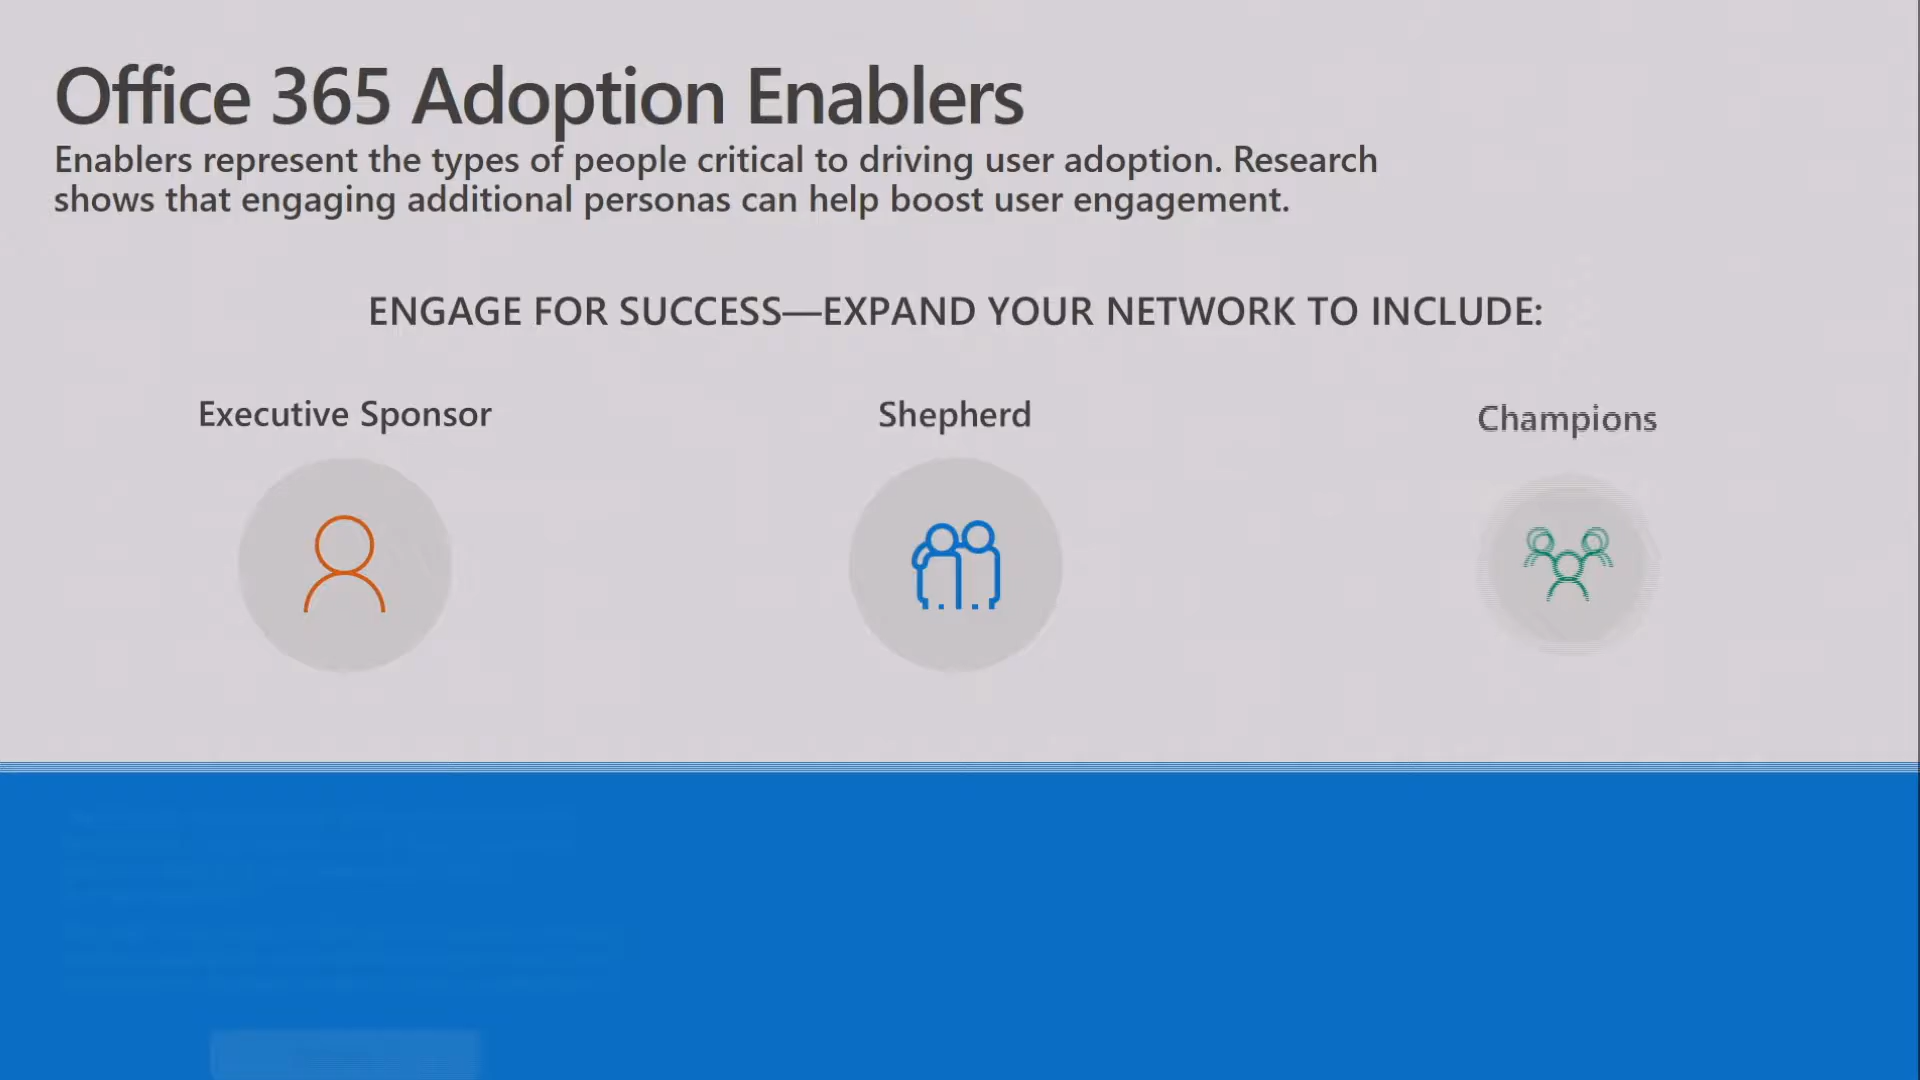 Office 365 Adoption Enablers
Enablers represent the types of people critical to driving user adoption. Research
shows that engaging additional personas can help boost user engagement.
ENGAGE FOR SUCCESS—EXPAND YOUR NETWORK TO INCLUDE:
Executive Sponsor
Shepherd
Champions